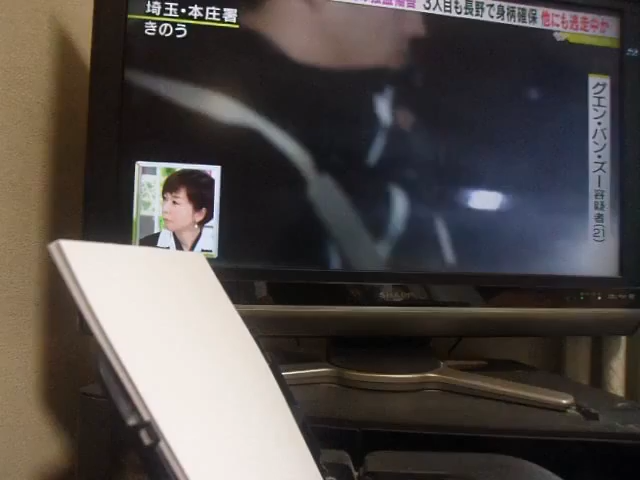 埼玉・本庄署
きのう
3人目も長野で身柄確保 他にも逃走中か
グエン・バン・ズー容疑者(21)
SHARP